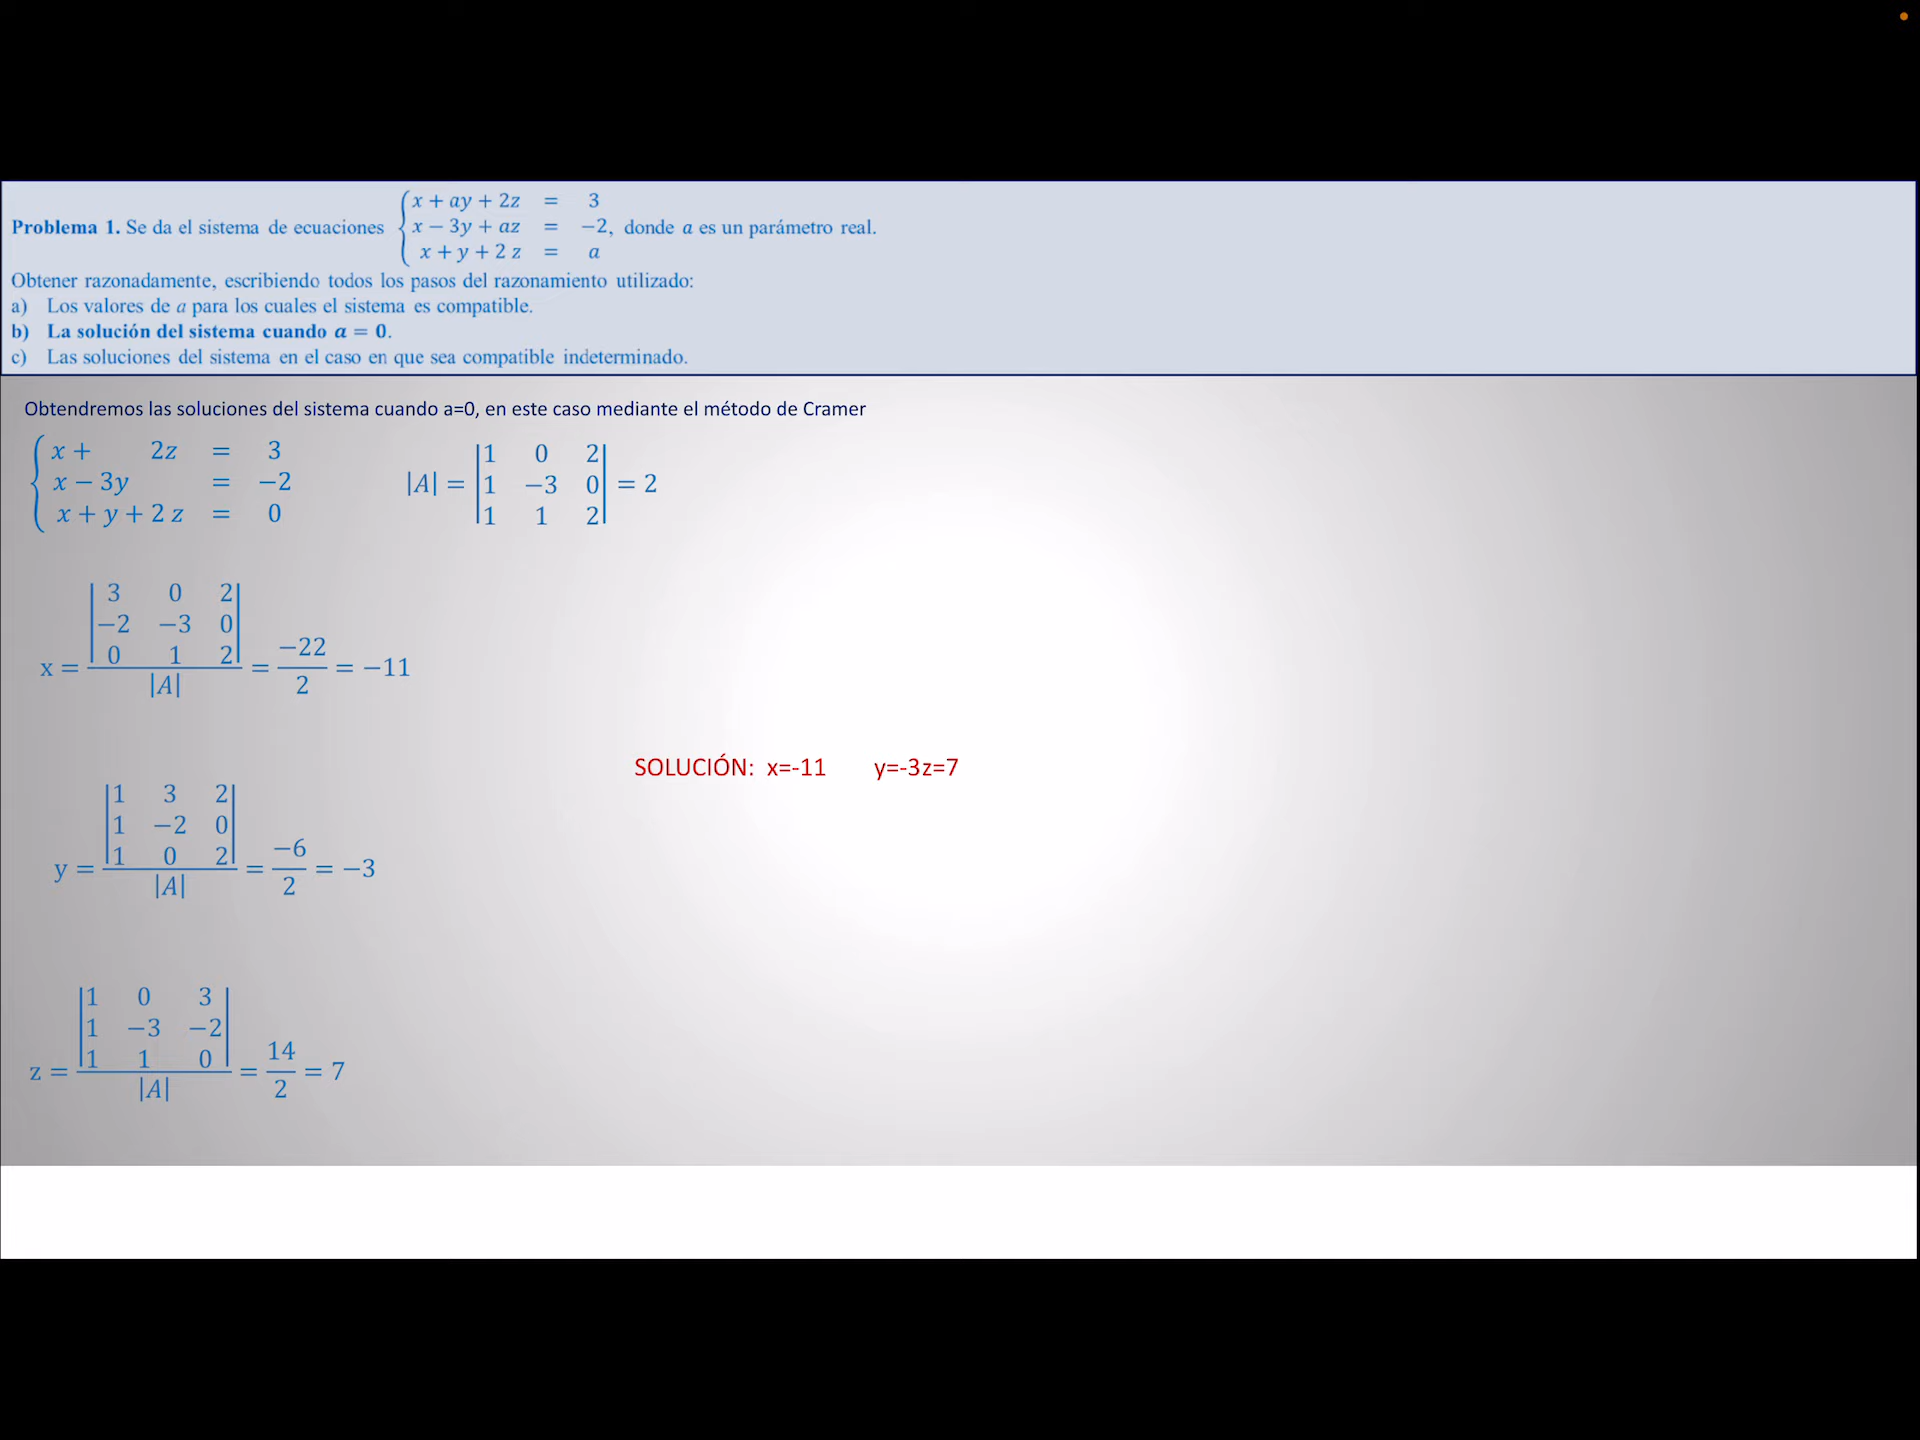 Problema 1. Se da el sistema de ecuaciones { x + ay + 2z = 3
x − 3y + az = −2, donde a es un parámetro real.
x + y + 2 z = a
Obtener razonadamente, escribiendo todos los pasos del razonamiento utilizado:
a) Los valores de a para los cuales el sistema es compatible.
b) La solución del sistema cuando a = 0.
c) Las soluciones del sistema en el caso en que sea compatible indeterminado.
Obtendremos las soluciones del sistema cuando a=0, en este caso mediante el método de Cramer
{ x + 2z = 3
x − 3y = −2
x + y + 2 z = 0
|A| = |1 0 2|
|1 −3 0| = 2
|1 1 2|
|3 0 2|
|−2 −3 0|
|0 1 2|
x = ─── = −22/2 = −11
|A|
SOLUCIÓN: x=-11 y=-3z=7
|1 3 2|
|1 −2 0|
|1 0 2|
y = ─── = −6/2 = −3
|A|
|1 0 3|
|1 −3 −2|
|1 1 0|
z = ─── = 14/2 = 7
|A|